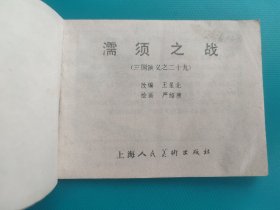 濡须之战
(三国演义之二十九)
改编 王星北
绘画 严绍唐
上海人民美术出版社